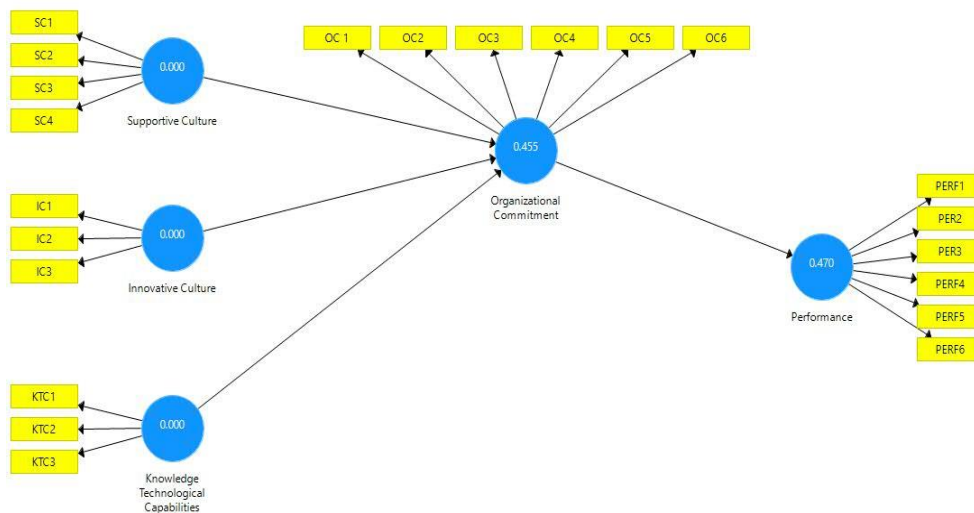 SC1
SC2
SC3
SC4
0.000
Supportive Culture
IC1
IC2
IC3
0.000
Innovative Culture
KTC1
KTC2
KTC3
0.000
Knowledge
Technological
Capabilities
OC 1
OC2
OC3
OC4
OC5
OC6
0.455
Organizational
Commitment
0.470
Performance
PERF1
PER2
PER3
PERF4
PERF5
PERF6